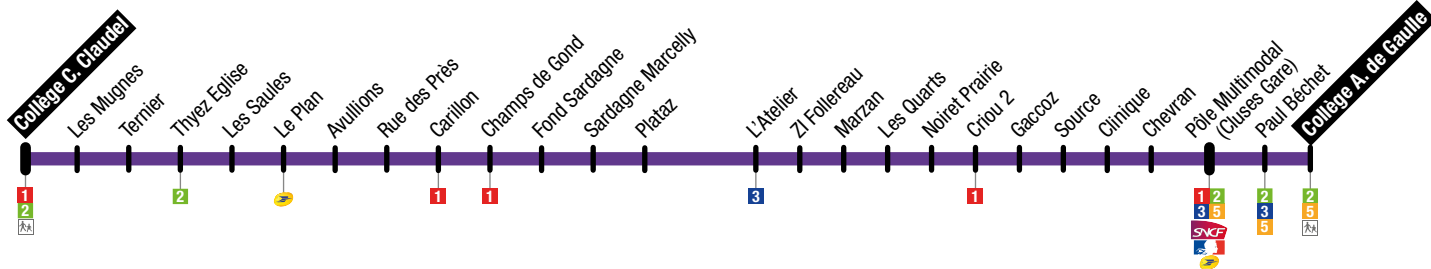 Collège C. Claudel
Les Mugnes
Ternier
Thyez Eglise
Les Saules
Le Plan
Avullions
Rue des Près
Carillon
Champs de Gond
Fond Sardagne
Sardagne Marcelly
Plataz
L'Atelier
ZI Follereau
Marzan
Les Quarts
Noiret Prairie
Criou 2
Gaccoz
Source
Clinique
Chevran
Pôle Multimodal
(Cluses Gare)
Paul Béchet
Collège A. de Gaulle
1
2
2
1
1
3
1
1 2
3 5
SNCF
2
3
5
2
5